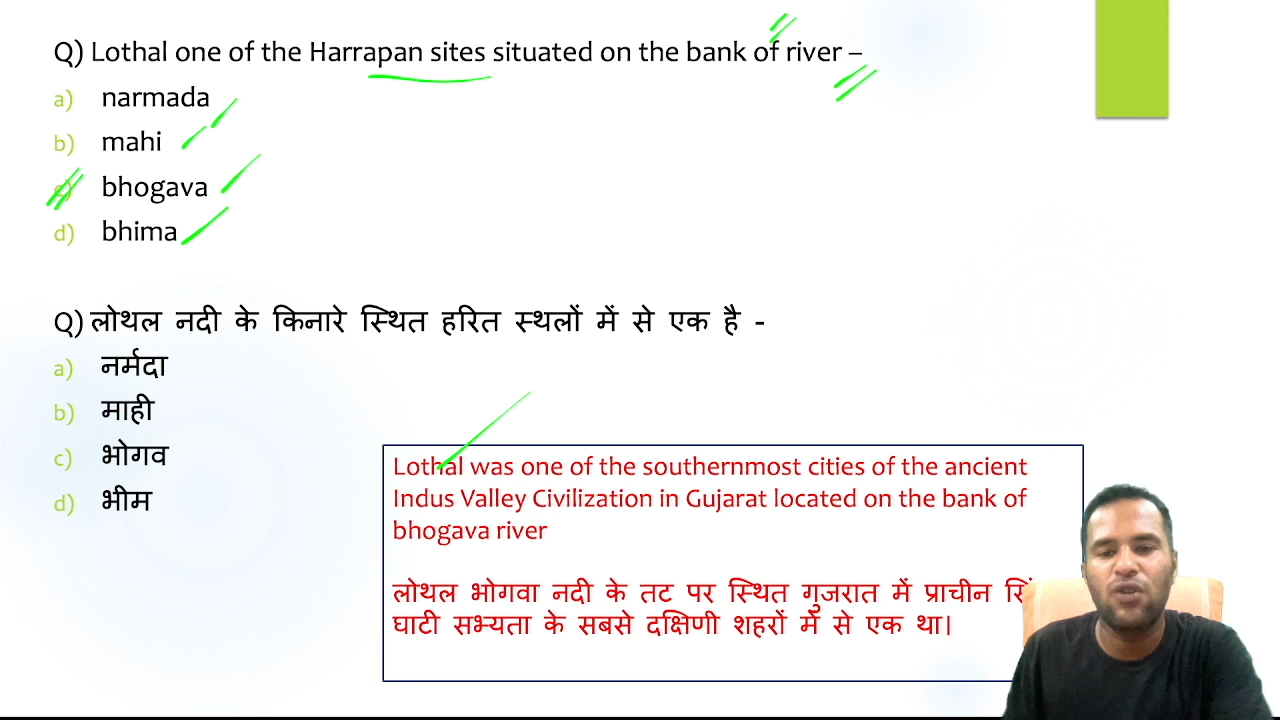 Q) Lothal one of the Harrapan sites situated on the bank of river –
a) narmada
b) mahi
c) bhogava
d) bhima
Q) लोथल नदी के किनारे स्थित हरित स्थलों में से एक है -
a) नर्मदा
b) माही
c) भोगव
d) भीम
Lothal was one of the southernmost cities of the ancient
Indus Valley Civilization in Gujarat located on the bank of
bhogava river
लोथल भोगवा नदी के तट पर स्थित गुजरात में प्राचीन
घाटी सभ्यता के सबसे दक्षिणी शहरों में से एक था।